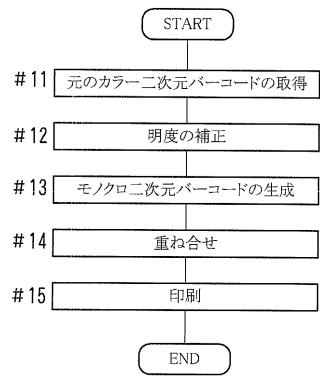 START
#11 元のカラー二次元バーコードの取得
#12 明度の補正
#13 モノクロ二次元バーコードの生成
#14 重ね合せ
#15 印刷
END